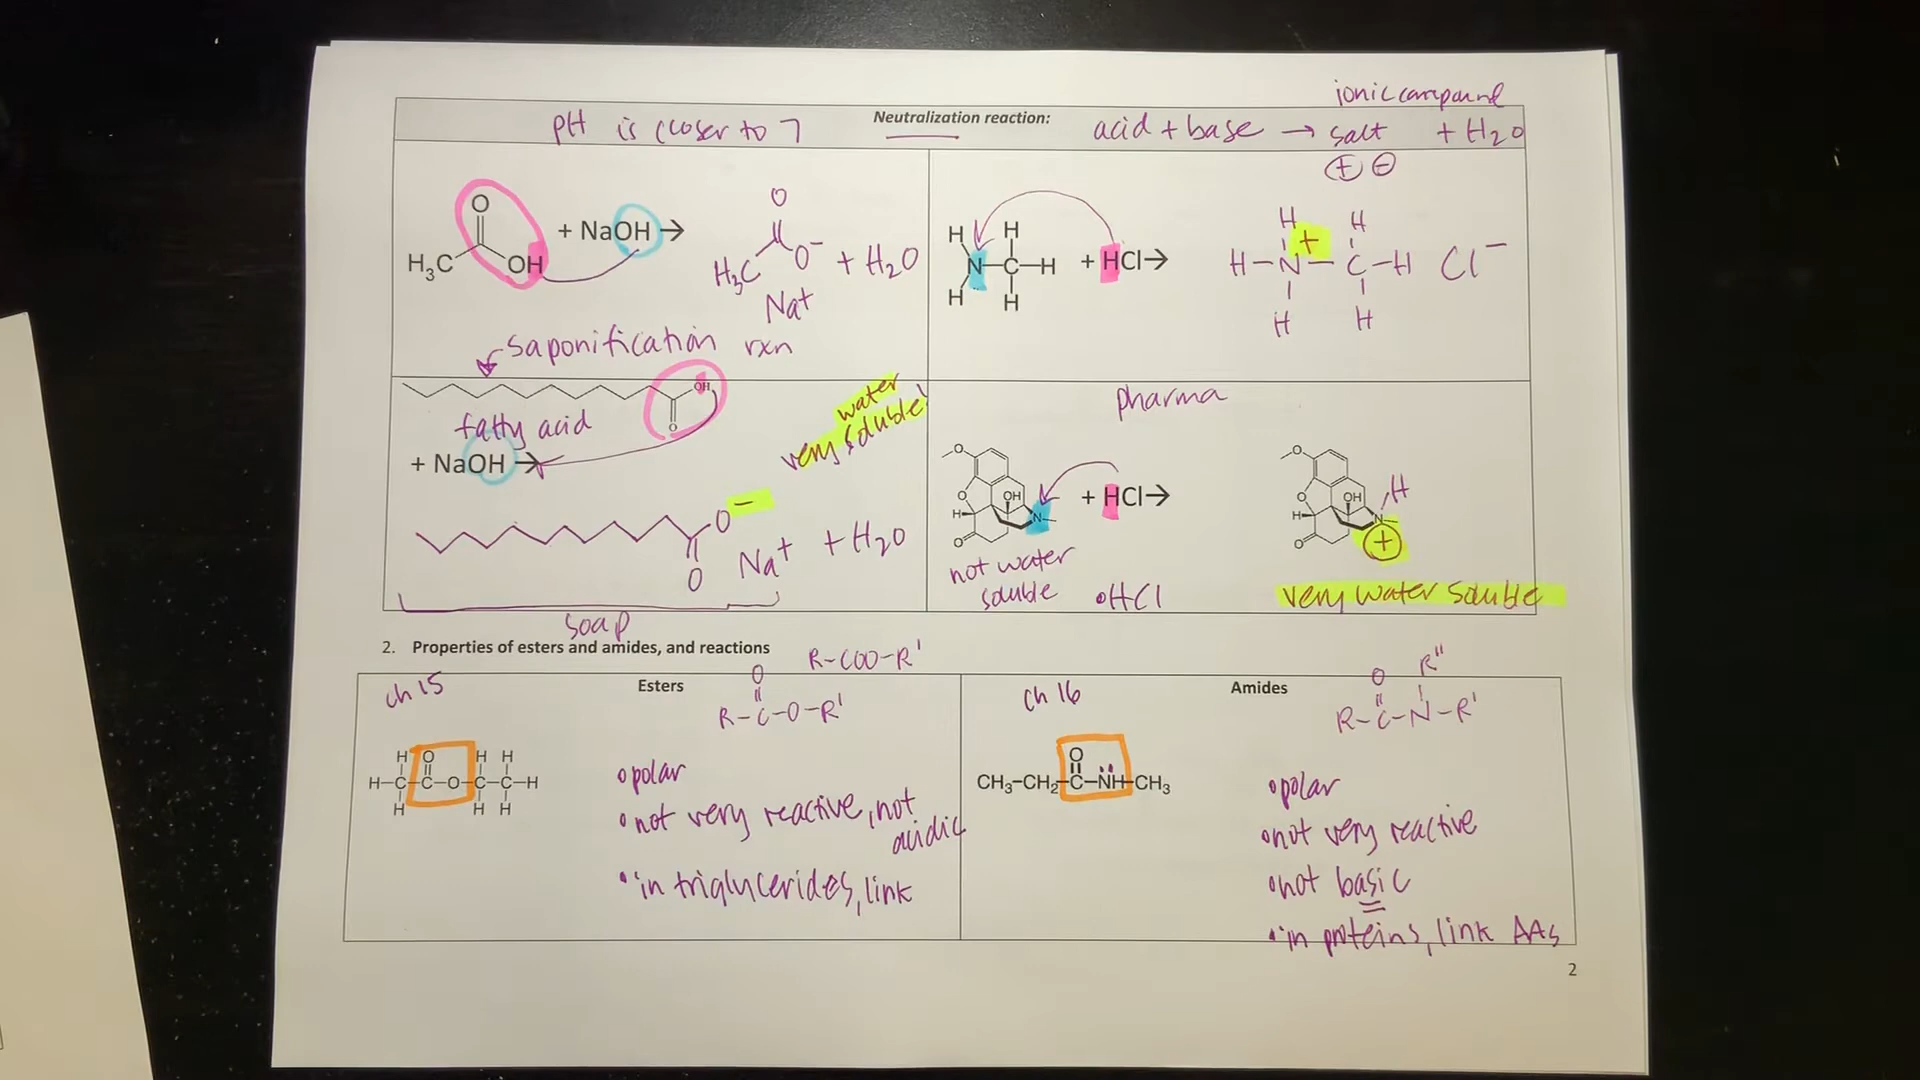 ionic compound
pH is closer to 7 Neutralization reaction: acid + base → salt + H₂O
⊕ ⊖
O
H₃C OH + NaOH →
O
H₃C O⁻ + H₂O
Na⁺
H H
N–C–H + HCl→
H H
H H
H–N⁺–C–H Cl⁻
H H
saponification rxn
OH
O
fatty acid
+ NaOH →
very water soluble!
O⁻
O Na⁺ + H₂O
soap
pharma
O
O OH
H N
O
+ HCl→
O
O OH H
H N
O ⊕
not water
soluble • HCl
very water soluble
2. Properties of esters and amides, and reactions
ch 15 Esters R–COO–R'
O
R–C–O–R'
H O H H
H–C–C–O–C–C–H
H H H
• polar
• not very reactive, not
acidic
• in triglycerides, link
ch 16 Amides
O R''
R–C–N–R'
O
CH₃–CH₂–C–NH–CH₃
• polar
• not very reactive
• not basic
• in proteins, link AAs
2